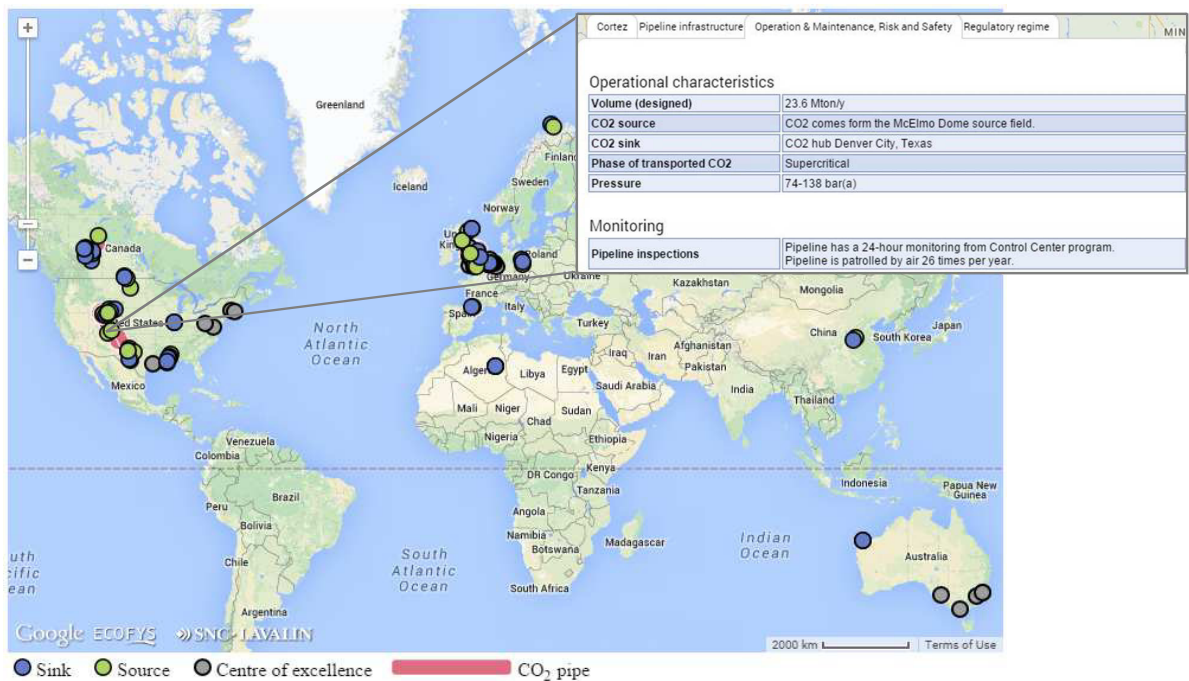 Cortez
Pipeline infrastructure
Operation & Maintenance, Risk and Safety
Regulatory regime
MIN
Operational characteristics
Volume (designed) 23.6 Mton/y
CO2 source CO2 comes form the McElmo Dome source field.
CO2 sink CO2 hub Denver City, Texas
Phase of transported CO2 Supercritical
Pressure 74-138 bar(a)
Monitoring
Pipeline inspections Pipeline has a 24-hour monitoring from Control Center program.
Pipeline is patrolled by air 26 times per year.
Greenland
Iceland
Finland
Sweden
Norway
Un
King
Poland
Germany
Ukraine
France
Spain
Italy
Turkey
Kazakhstan
Mongolia
Canada
United States
North
Atlantic
Ocean
Mexico
China
South Korea
Japan
Afghanistan
Iraq
Iran
Pakistan
Algeria
Libya
Egypt
Saudi Arabia
India
Thailand
Mali
Niger
Chad
Sudan
Nigeria
Ethiopia
Venezuela
Colombia
DR Congo
Kenya
Tanzania
Indonesia
Papua New
Guinea
Peru
Brazil
Bolivia
Angola
Namibia
Botswana
Madagascar
Indian
Ocean
Australia
uth
cific
ean
Chile
South
Atlantic
Ocean
South Africa
Argentina
Google ECOFYS SNC·LAVALIN
2000 km
Terms of Use
Sink
Source
Centre of excellence
CO₂ pipe